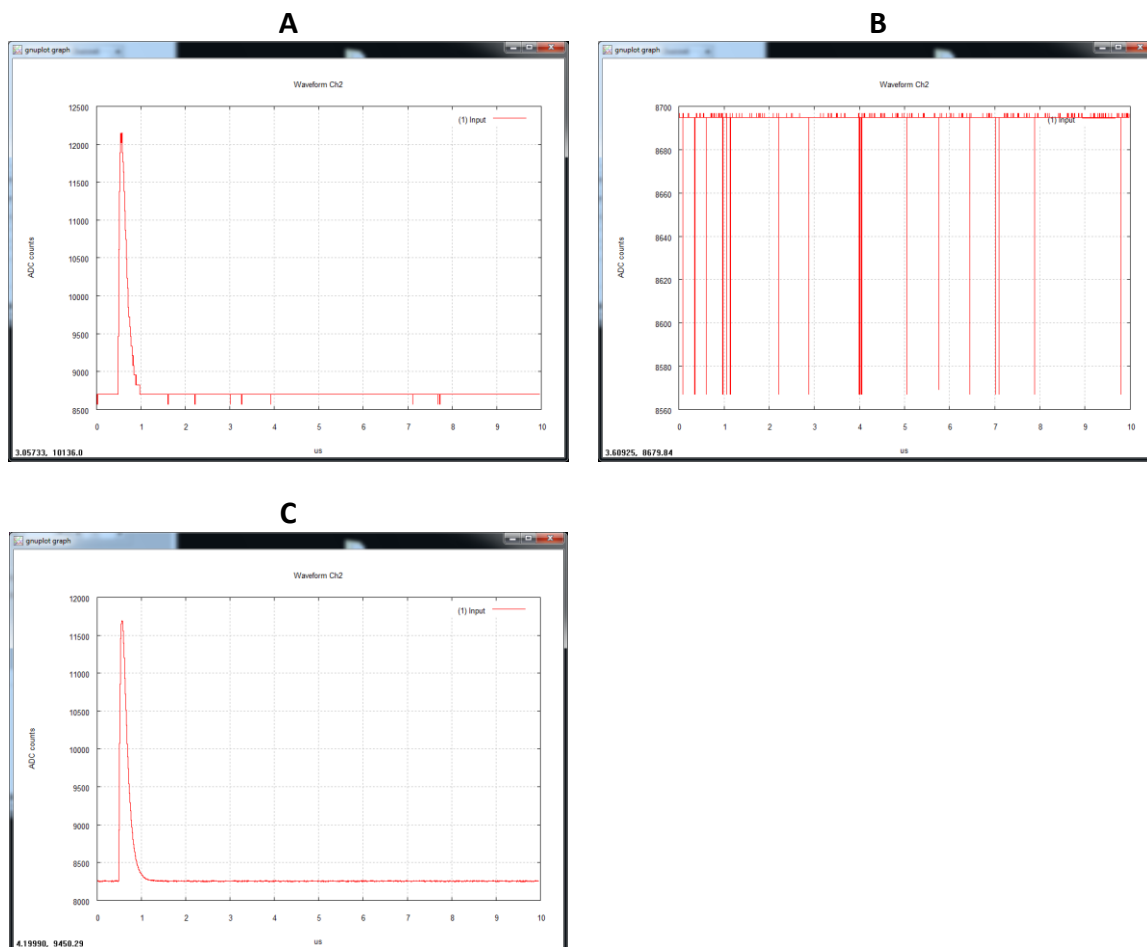 A
gnuplot graph
Waveform Ch2
(1) Input
12500
12000
11500
11000
10500
10000
9500
9000
8500
ADC counts
0 1 2 3 4 5 6 7 8 9 10
us
3.05733, 10136.0
B
gnuplot graph
Waveform Ch2
(1) Input
8700
8680
8660
8640
8620
8600
8580
8560
ADC counts
0 1 2 3 4 5 6 7 8 9 10
us
3.60925, 8679.84
C
gnuplot graph
Waveform Ch2
(1) Input
12000
11500
11000
10500
10000
9500
9000
8500
8000
ADC counts
0 1 2 3 4 5 6 7 8 9 10
us
4.19990, 9450.29